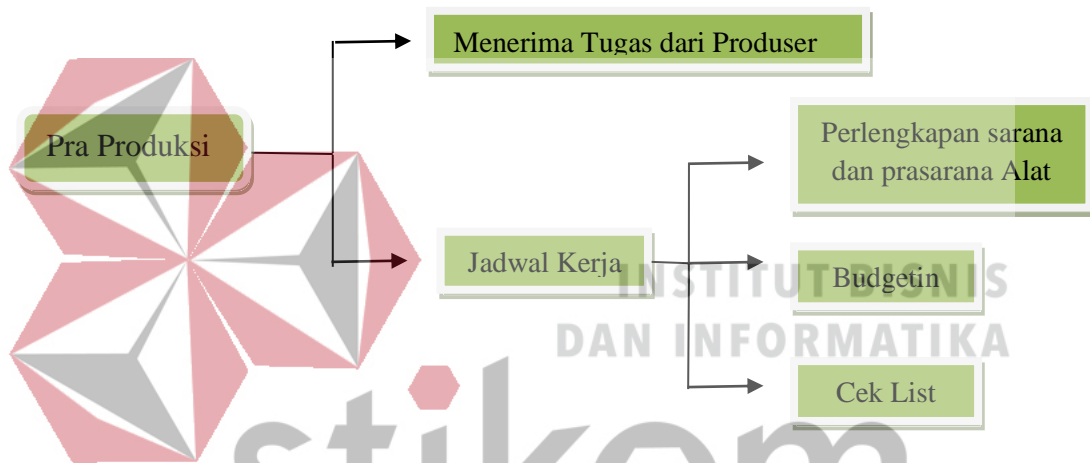 Menerima Tugas dari Produser
Pra Produksi
Perlengkapan sarana
dan prasarana Alat
Jadwal Kerja
Budgetin
INSTITUT BISNIS
DAN INFORMATIKA
Cek List
stikom